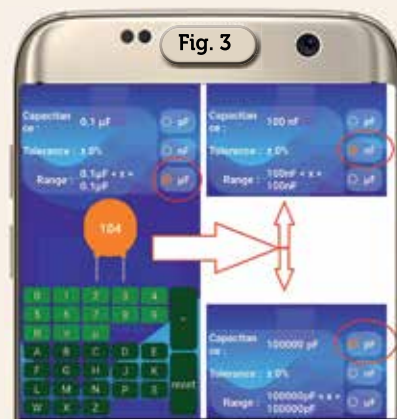 Fig. 3
Capacitan
ce :
0.1 µF
pF
Tolerance : ± 0%
nF
Range : 0.1µF < x <
0.1µF
µF
104
0 1 2 3 4
5 6 7 8 9
n µ
A B C D E
F G H J K
L M N P S
W X Z
reset
Capacitan
ce :
100 nF
pF
Tolerance : ± 0%
nF
Range : 100nF < x <
100nF
µF
Capacitan
ce :
100000 pF
pF
Tolerance : ± 0%
nF
Range : 100000pF < x <
100000pF
µF